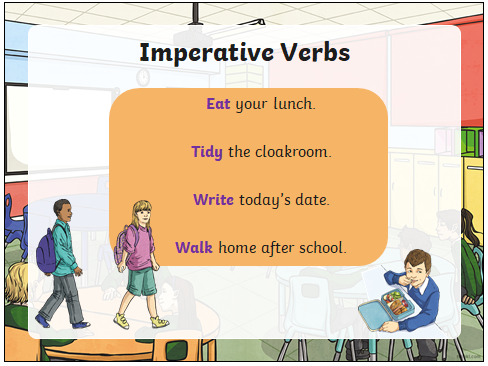 Imperative Verbs
Eat your lunch.
Tidy the cloakroom.
Write today's date.
Walk home after school.